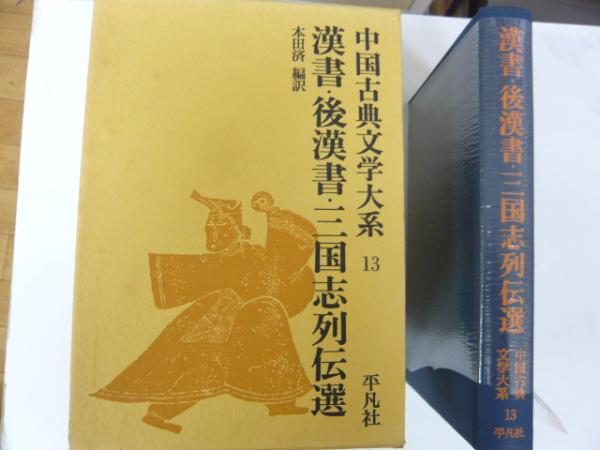 中国古典文学大系 13
漢書・後漢書・三国志列伝選
本田済 編訳
平凡社
漢書・後漢書・三国志列伝選
中国古典
文学大系
13
平凡社